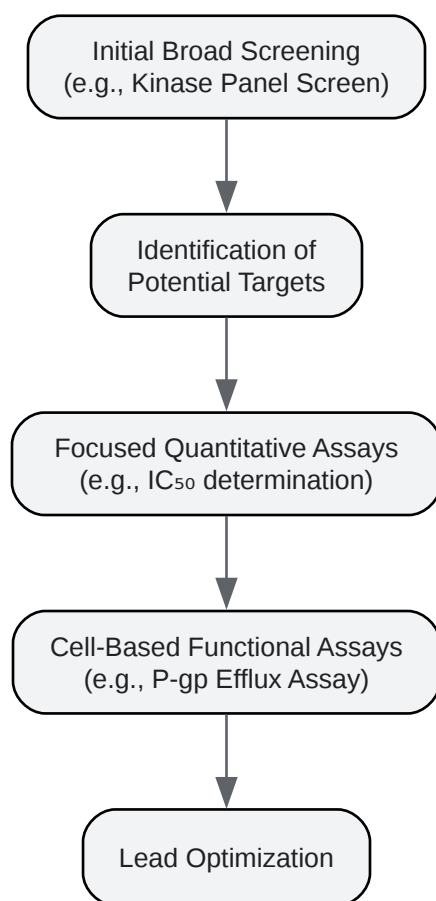 Initial Broad Screening
(e.g., Kinase Panel Screen)
Identification of
Potential Targets
Focused Quantitative Assays
(e.g., IC₅₀ determination)
Cell-Based Functional Assays
(e.g., P-gp Efflux Assay)
Lead Optimization